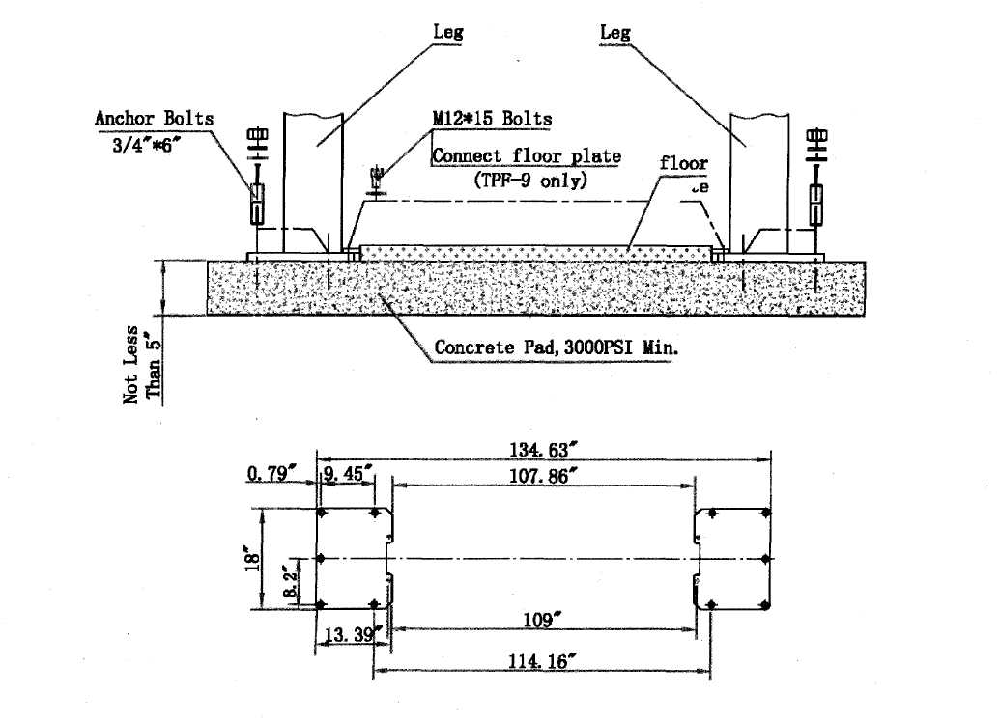 Leg
Leg
Anchor Bolts
3/4″*6″
M12*15 Bolts
Connect floor plate
(TPF-9 only)
floor
Not Less
Than 5″
Concrete Pad, 3000PSI Min.
134.63″
0.79″
9.45″
107.86″
18″
8.2″
109″
13.39″
114.16″